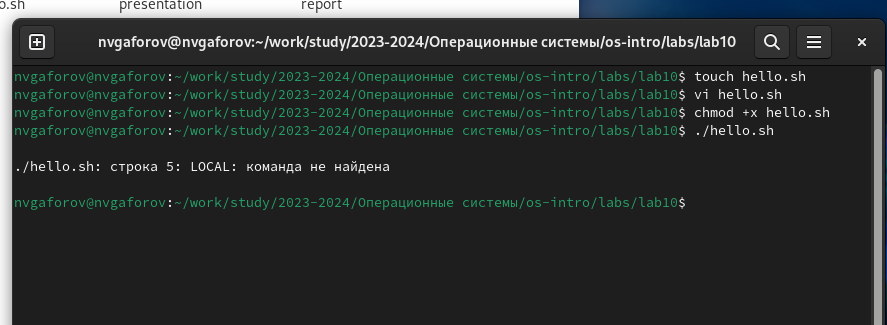 o.sh presentation report
nvgaforov@nvgaforov:~/work/study/2023-2024/Операционные системы/os-intro/labs/lab10
nvgaforov@nvgaforov:~/work/study/2023-2024/Операционные системы/os-intro/labs/lab10$ touch hello.sh
nvgaforov@nvgaforov:~/work/study/2023-2024/Операционные системы/os-intro/labs/lab10$ vi hello.sh
nvgaforov@nvgaforov:~/work/study/2023-2024/Операционные системы/os-intro/labs/lab10$ chmod +x hello.sh
nvgaforov@nvgaforov:~/work/study/2023-2024/Операционные системы/os-intro/labs/lab10$ ./hello.sh
./hello.sh: строка 5: LOCAL: команда не найдена
nvgaforov@nvgaforov:~/work/study/2023-2024/Операционные системы/os-intro/labs/lab10$